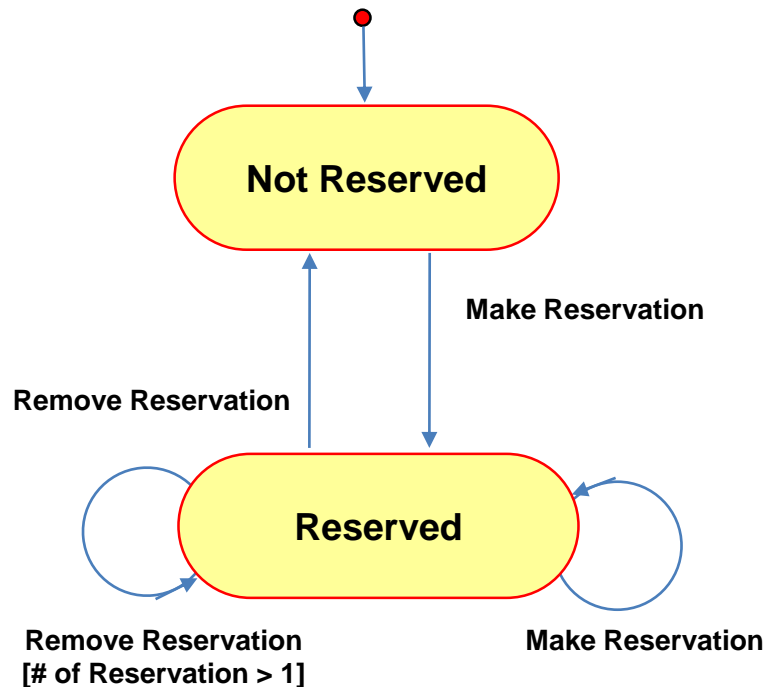 Not Reserved
Make Reservation
Remove Reservation
Reserved
Remove Reservation
[# of Reservation > 1]
Make Reservation